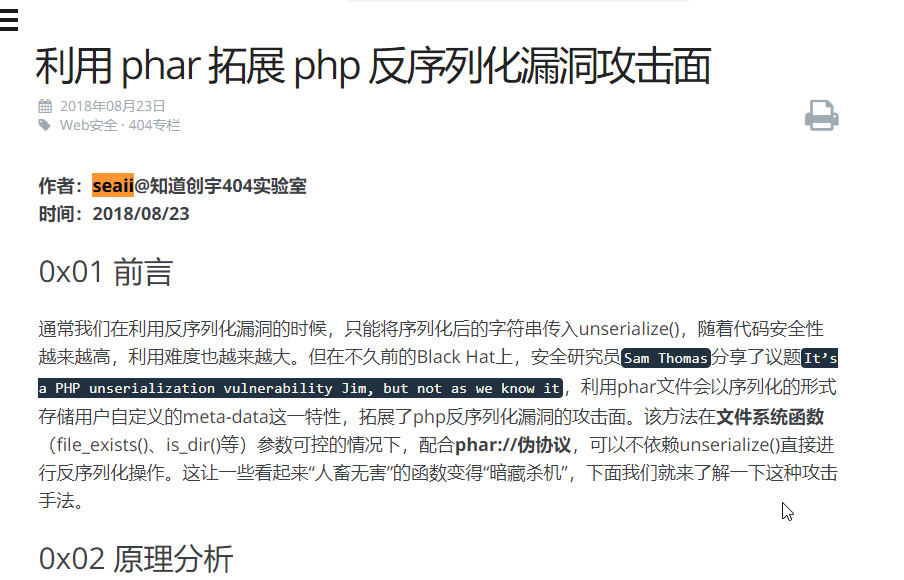 利用 phar 拓展 php 反序列化漏洞攻击面
2018年08月23日
Web安全 · 404专栏
作者：seaii@知道创宇404实验室
时间：2018/08/23
0x01 前言
通常我们在利用反序列化漏洞的时候，只能将序列化后的字符串传入unserialize()，随着代码安全性
越来越高，利用难度也越来越大。但在不久前的Black Hat上，安全研究员Sam Thomas分享了议题It’s
a PHP unserialization vulnerability Jim, but not as we know it，利用phar文件会以序列化的形式
存储用户自定义的meta-data这一特性，拓展了php反序列化漏洞的攻击面。该方法在文件系统函数
（file_exists()、is_dir()等）参数可控的情况下，配合phar://伪协议，可以不依赖unserialize()直接进
行反序列化操作。这让一些看起来“人畜无害”的函数变得“暗藏杀机”，下面我们就来了解一下这种攻击
手法。
0x02 原理分析